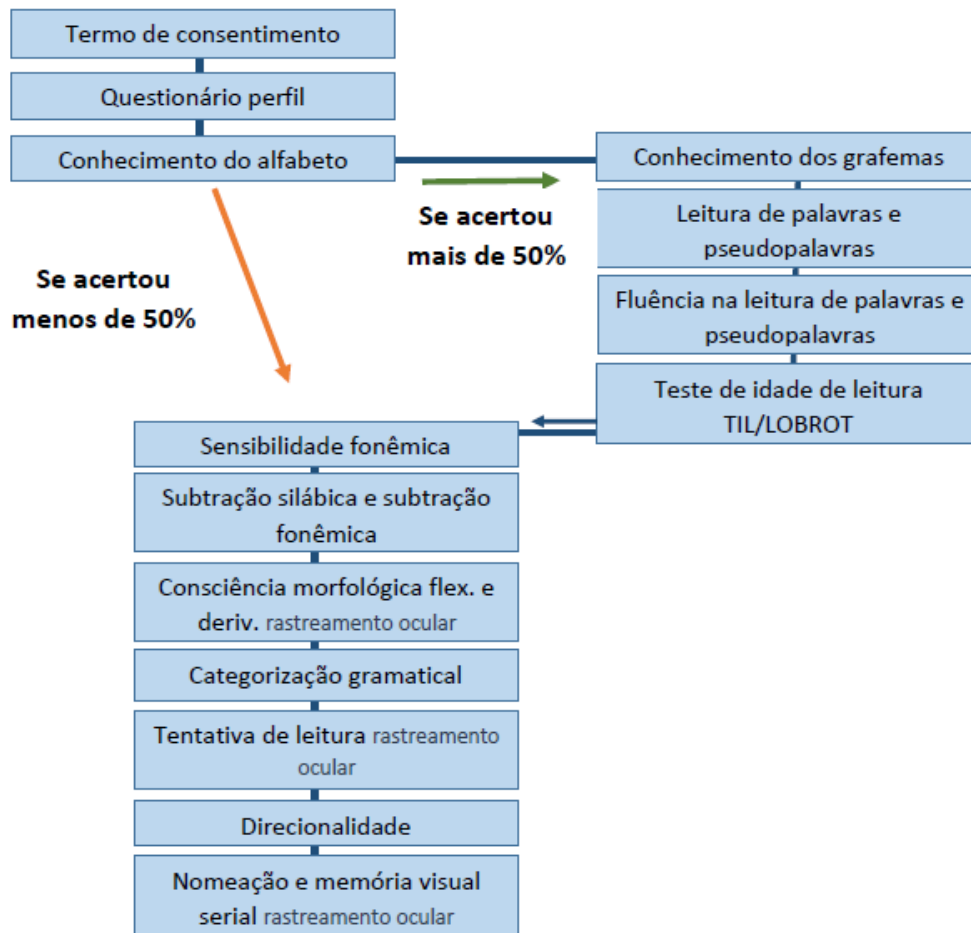 Termo de consentimento
Questionário perfil
Conhecimento do alfabeto
Conhecimento dos grafemas
Se acertou
mais de 50%
Leitura de palavras e
pseudopalavras
Se acertou
menos de 50%
Fluência na leitura de palavras e
pseudopalavras
Teste de idade de leitura
TIL/LOBROT
Sensibilidade fonêmica
Subtração silábica e subtração
fonêmica
Consciência morfológica flex. e
deriv. rastreamento ocular
Categorização gramatical
Tentativa de leitura rastreamento
ocular
Direcionalidade
Nomeação e memória visual
serial rastreamento ocular